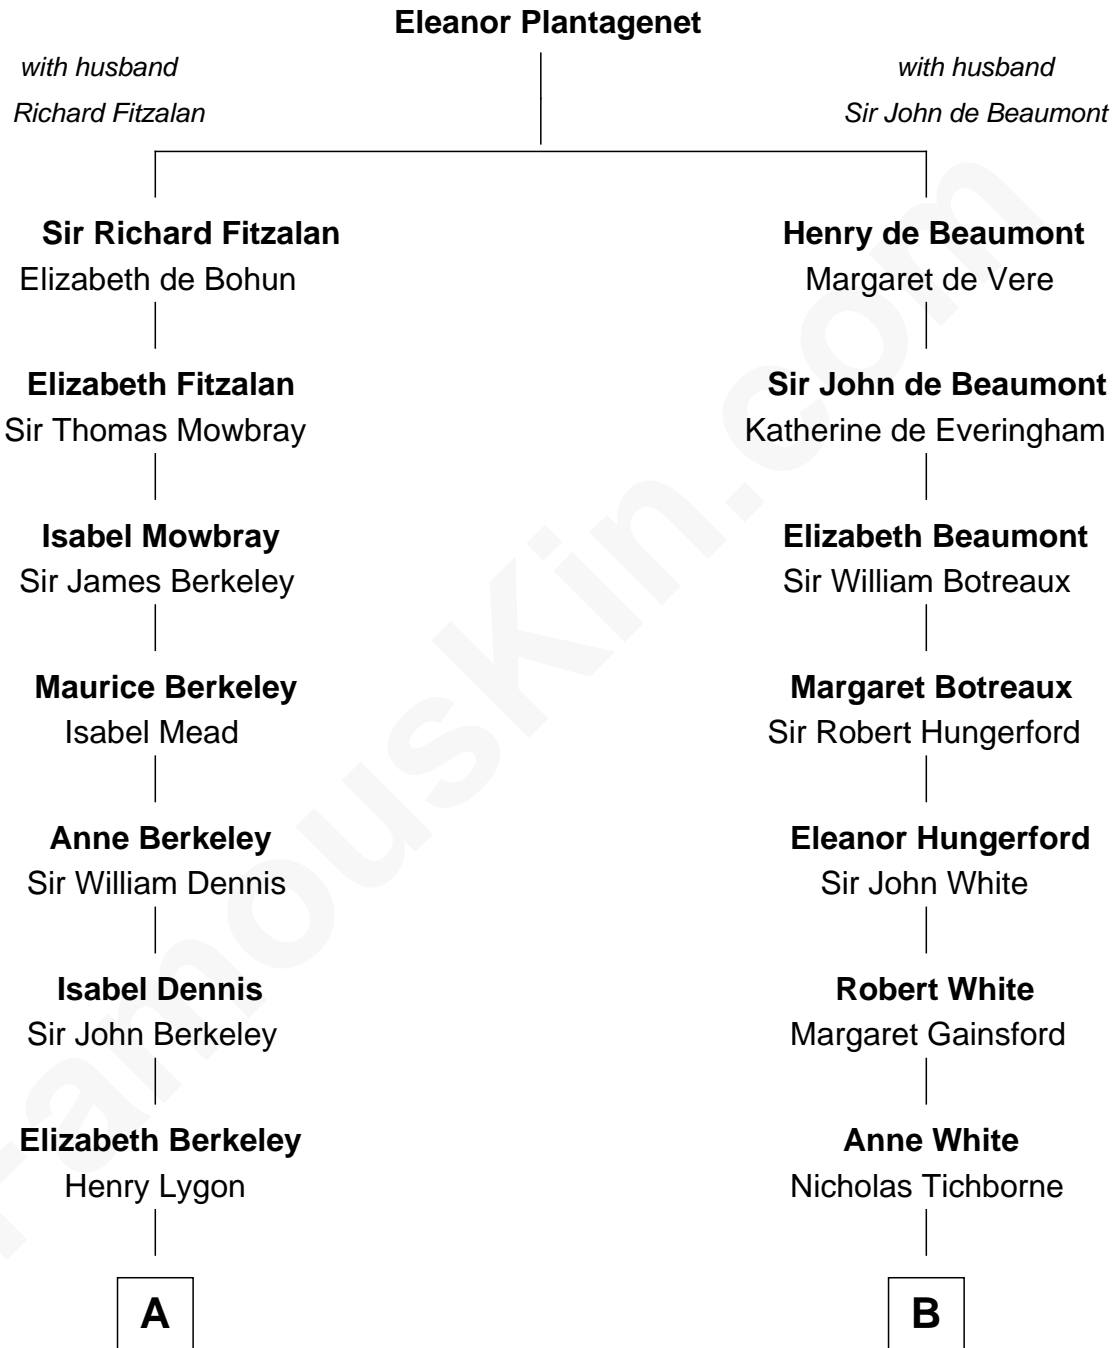 Eleanor Plantagenet
with husband
Richard Fitzalan
with husband
Sir John de Beaumont
Sir Richard Fitzalan
Elizabeth de Bohun
Henry de Beaumont
Margaret de Vere
Elizabeth Fitzalan
Sir Thomas Mowbray
Sir John de Beaumont
Katherine de Everingham
Isabel Mowbray
Sir James Berkeley
Elizabeth Beaumont
Sir William Botreaux
Maurice Berkeley
Isabel Mead
Margaret Botreaux
Sir Robert Hungerford
Anne Berkeley
Sir William Dennis
Eleanor Hungerford
Sir John White
Isabel Dennis
Sir John Berkeley
Robert White
Margaret Gainsford
Elizabeth Berkeley
Henry Lygon
Anne White
Nicholas Tichborne
A
B
FamousKin.com